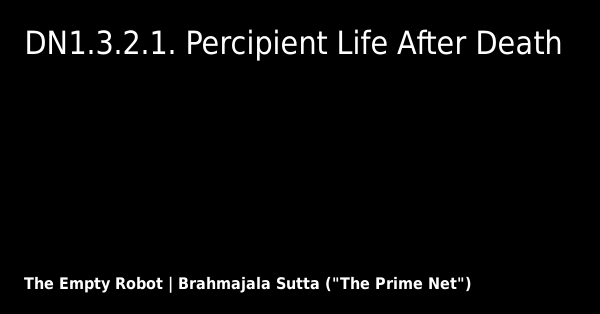 DN1.3.2.1. Percipient Life After Death
The Empty Robot | Brahmajala Sutta ("The Prime Net")